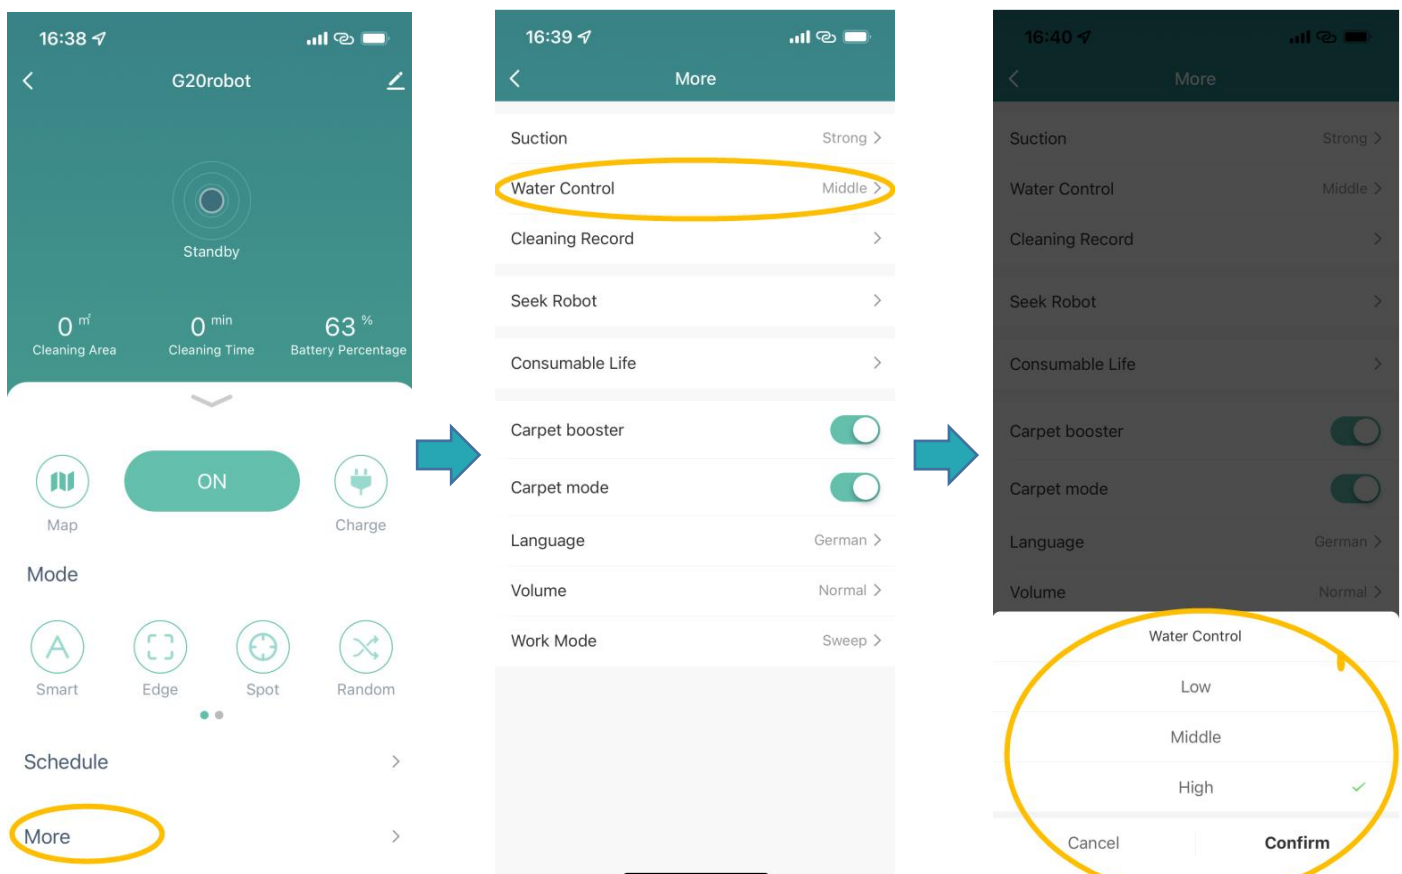 16:38
G20robot
Standby
0 ㎡
0 min
63 %
Cleaning Area
Cleaning Time
Battery Percentage
ON
Map
Charge
Mode
Smart
Edge
Spot
Random
Schedule
More
16:39
More
Suction Strong
Water Control Middle
Cleaning Record
Seek Robot
Consumable Life
Carpet booster
Carpet mode
Language German
Volume Normal
Work Mode Sweep
16:40
More
Suction Strong
Water Control Middle
Cleaning Record
Seek Robot
Consumable Life
Carpet booster
Carpet mode
Language German
Volume Normal
Water Control
Low
Middle
High
Cancel
Confirm